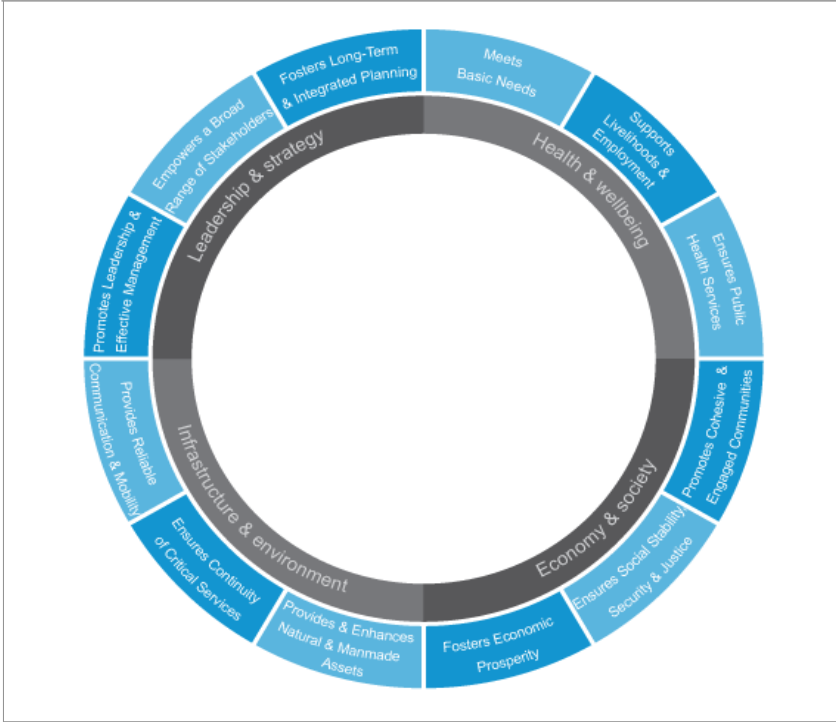 Meets
Basic Needs
Supports
Livelihoods &
Employment
Ensures Public
Health Services
Promotes Cohesive &
Engaged Communities
Ensures Social Stability,
Security & Justice
Fosters Economic
Prosperity
Provides & Enhances
Natural & Manmade
Assets
Ensures Continuity
of Critical Services
Provides Reliable
Communication & Mobility
Promotes Leadership &
Effective Management
Empowers a Broad
Range of Stakeholders
Fosters Long-Term
& Integrated Planning
Health & wellbeing
Economy & society
Infrastructure & environment
Leadership & strategy